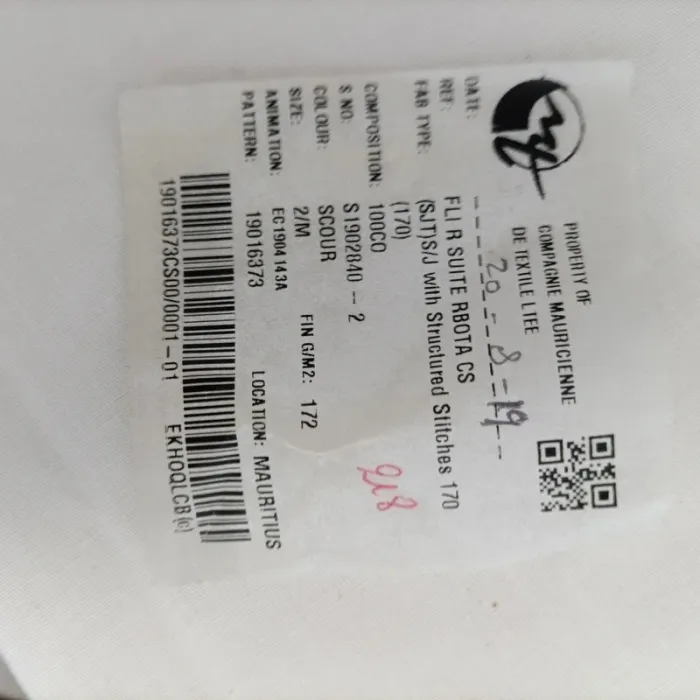 PROPERTY OF
COMPAGNIE MAURICIENNE
DE TEXTILE LTEE
DATE: 20-8-19
REF: FLI R SUITE RBOTA CS
FAB TYPE: (SJT)S/J with Structured Stitches 170
(170)
COMPOSITION: 100CO
S NO: S1902840 -- 2
COLOUR: SCOUR
SIZE: 2/M FIN G/M2: 172
ANIMATION: EC1904143A
PATTERN: 19016373 LOCATION: MAURITIUS
19016373CS00/0001-01 EKHOQLCB(c)
218